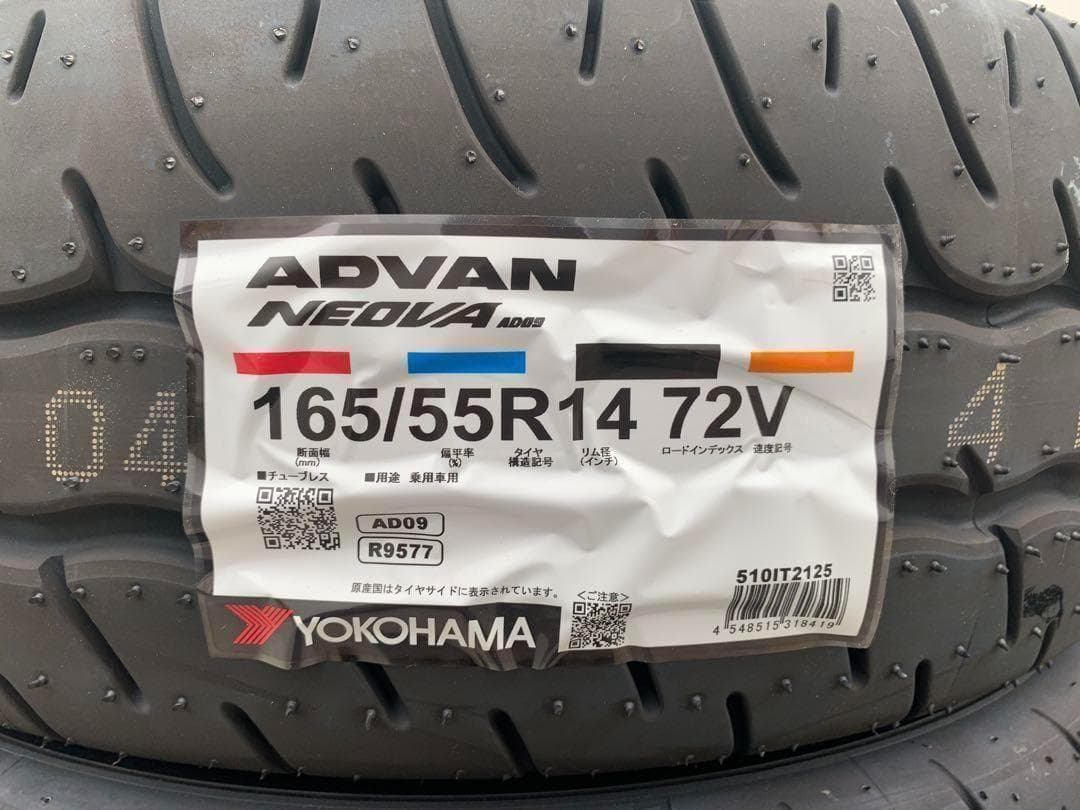 ADVAN
NEOVA AD09
165/55R14 72V
断面幅(mm) 偏平率(%) タイヤ構造記号 リム径(インチ) ロードインデックス 速度記号
■チューブレス ■用途 乗用車用
AD09
R9577
原産国はタイヤサイドに表示されています。
<ご注意>
510IT2125
4 548515 318419
YOKOHAMA
04
4